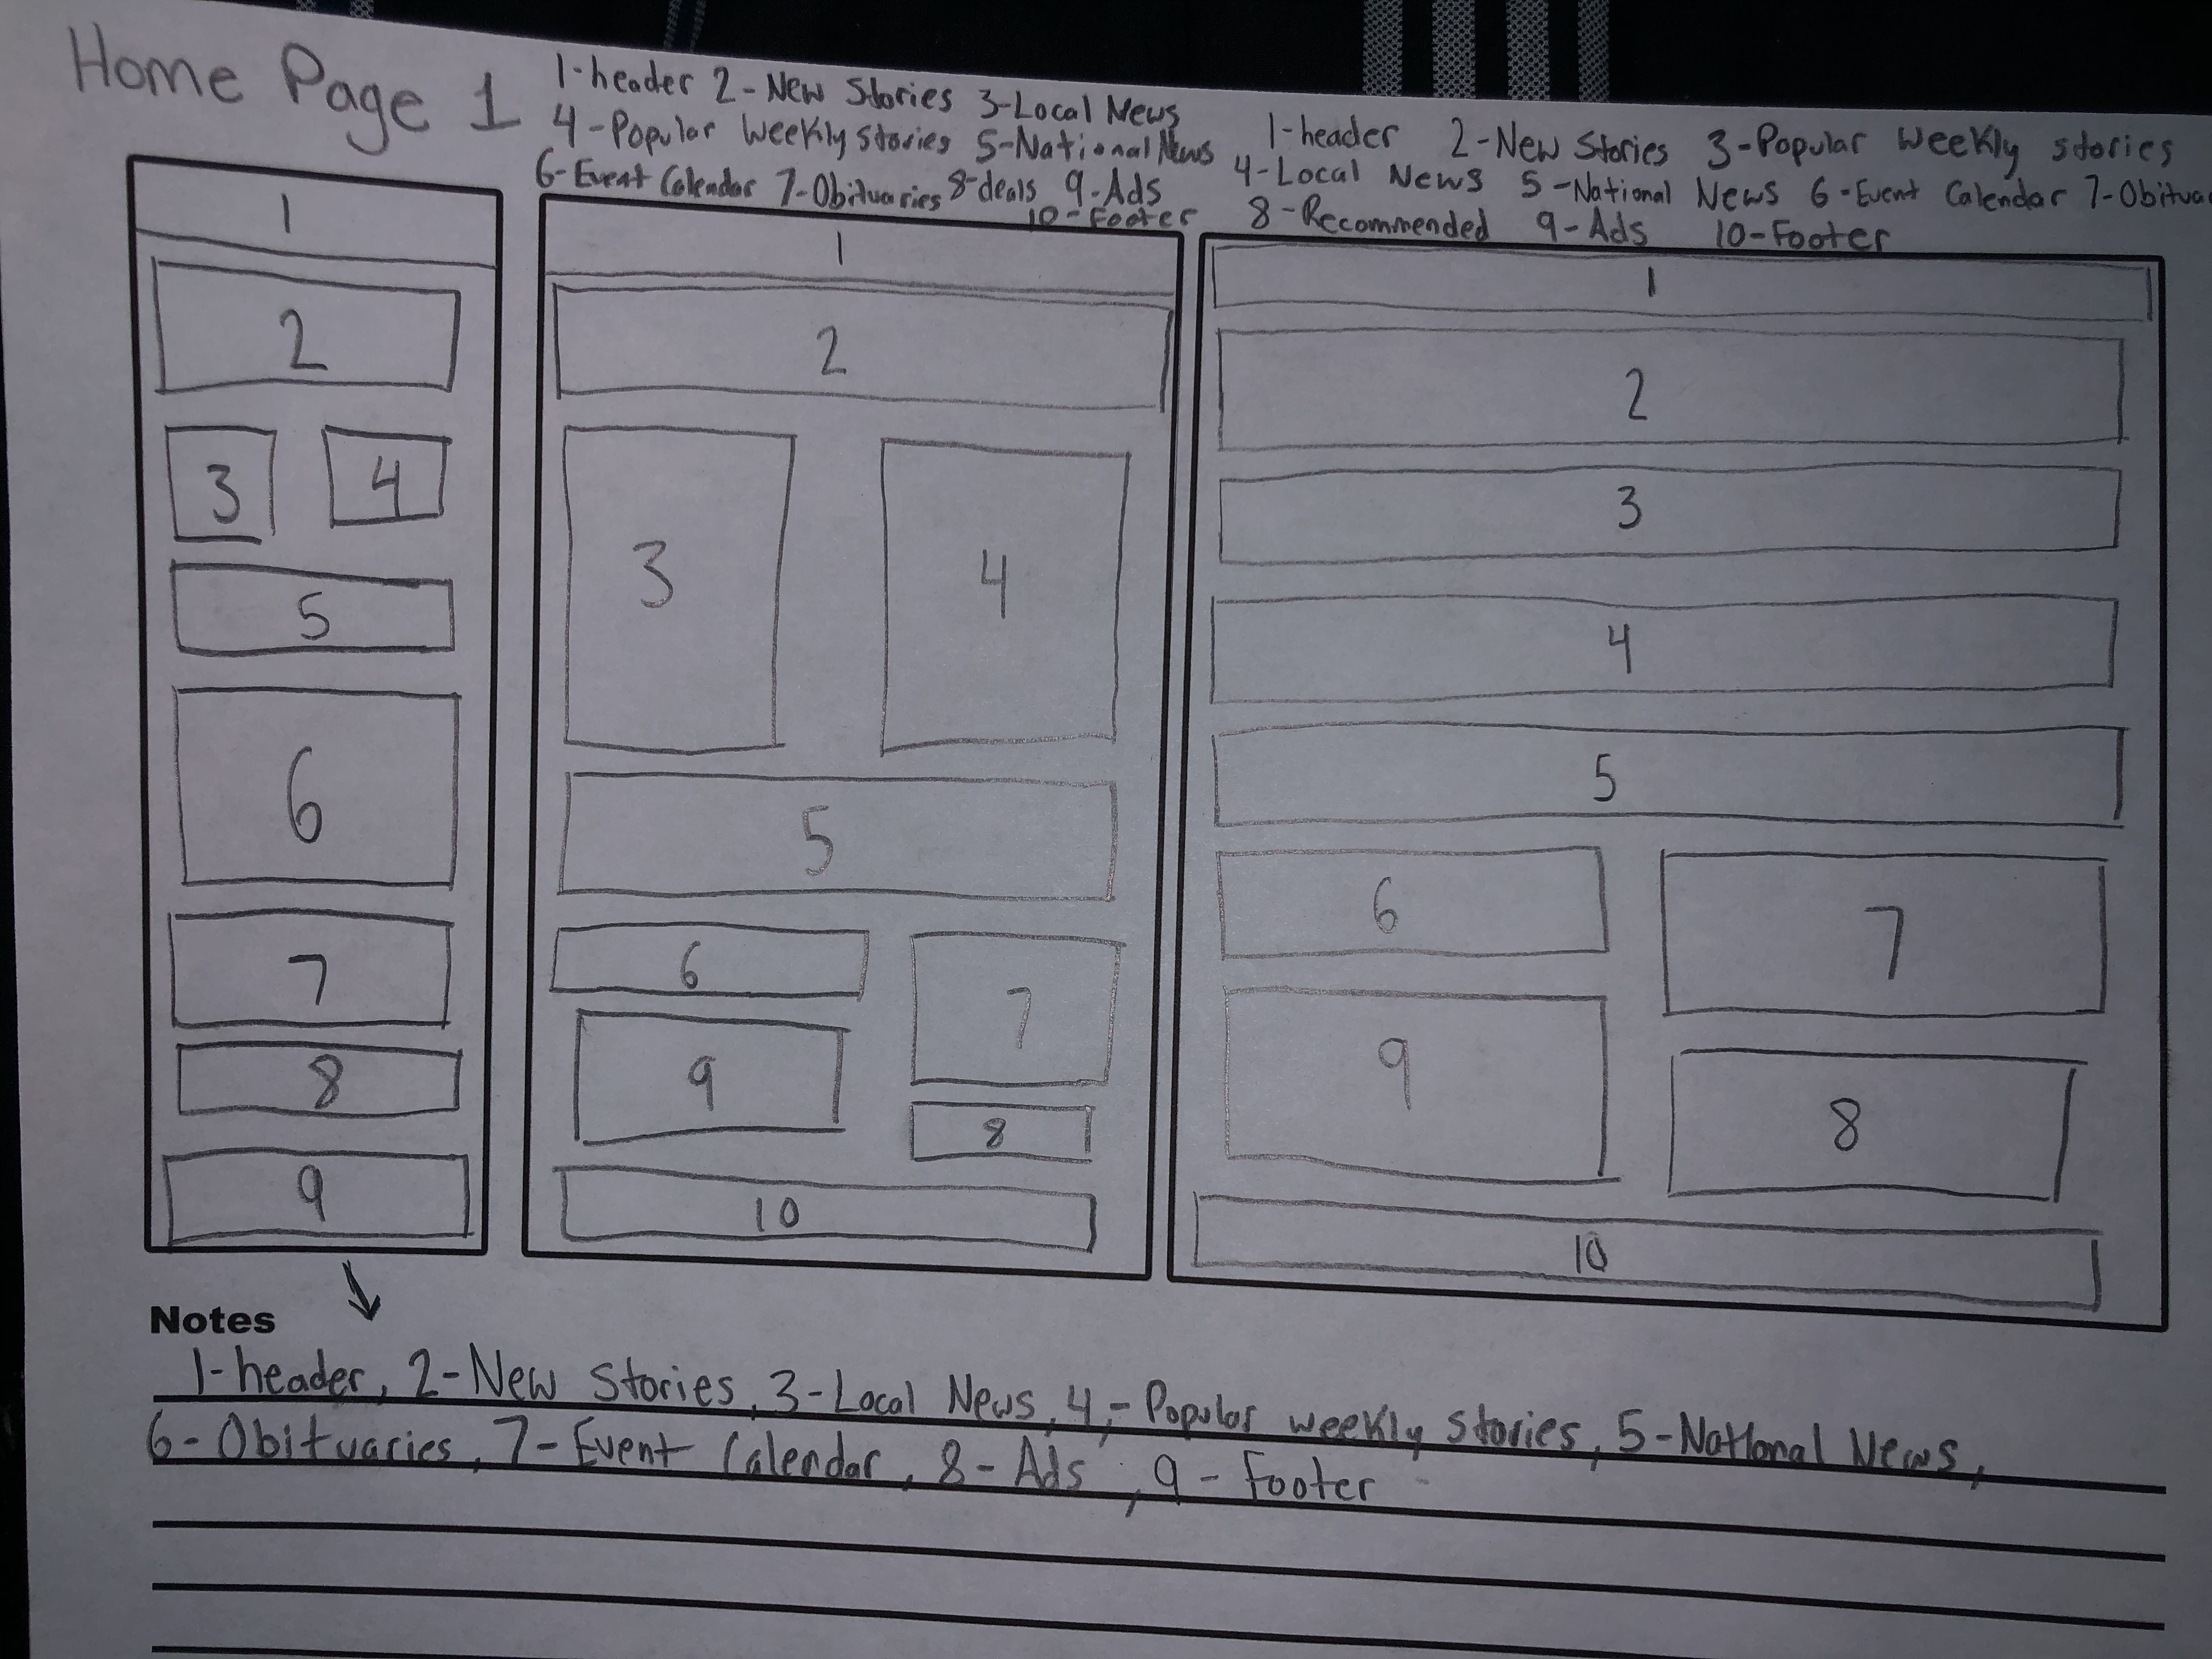 Home Page 1
1-header 2-New Stories 3-Local News
4-Popular Weekly stories 5-National News
6-Event Calendar 7-Obituaries 8-deals 9-Ads
10-Footer
1-header 2-New Stories 3-Popular Weekly stories
4-Local News 5-National News 6-Event Calendar 7-Obitua
8-Recommended 9-Ads 10-Footer
1
2
3 4
5
6
7
8
9
1
2
3 4
5
6 7
9 8
10
1
2
3
4
5
6 7
9 8
10
Notes
1-header, 2-New Stories, 3-Local News, 4,-Popular weekly stories, 5-National News,
6-Obituaries, 7-Event Calendar, 8-Ads, 9-Footer